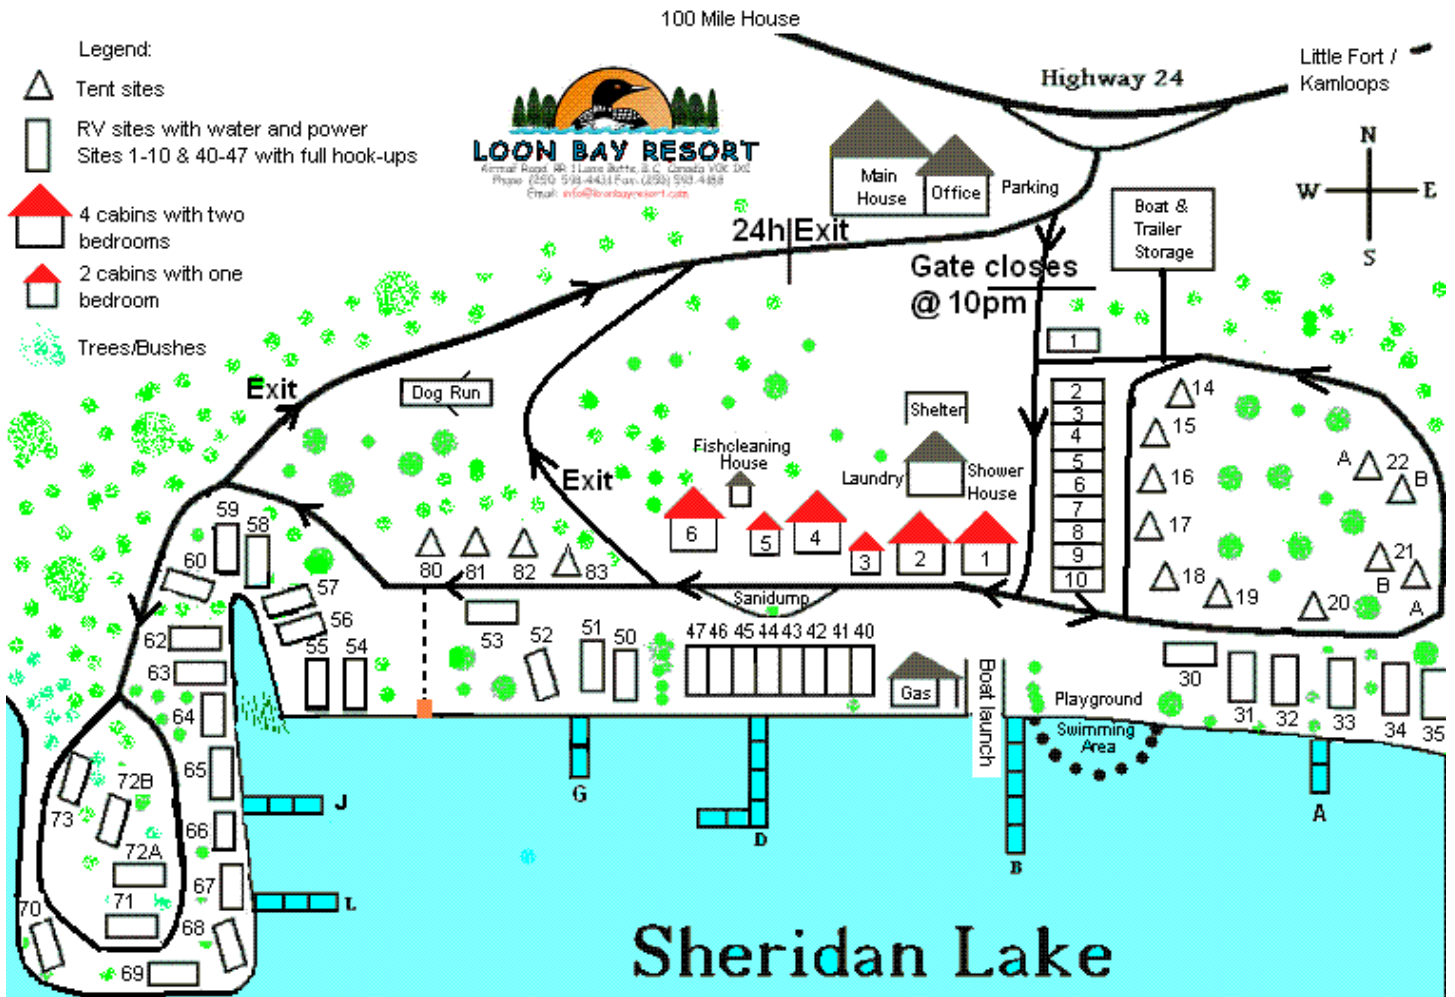 100 Mile House
Legend:
Tent sites
RV sites with water and power
Sites 1-10 & 40-47 with full hook-ups
4 cabins with two
bedrooms
2 cabins with one
bedroom
Trees/Bushes
LOON BAY RESORT
Highway 24
Little Fort /
Kamloops
N
W
E
S
Main
House
Office
Parking
Boat &
Trailer
Storage
24h Exit
Gate closes
@ 10pm
Exit
Dog Run
Exit
Fishcleaning
House
Shelter
Laundry
Shower
House
6
5
4
3
2
1
1
2
3
4
5
6
7
8
9
10
14
15
16
17
18
19
20
A
22
B
21
B
A
80
81
82
83
Sanidump
59
58
60
57
56
55
54
53
52
51
50
47 46 45 44 43 42 41 40
Gas
Boat launch
Playground
Swimming
Area
30
31
32
33
34
35
62
63
64
65
66
67
68
69
70
71
72A
72B
73
J
L
G
D
B
A
Sheridan Lake